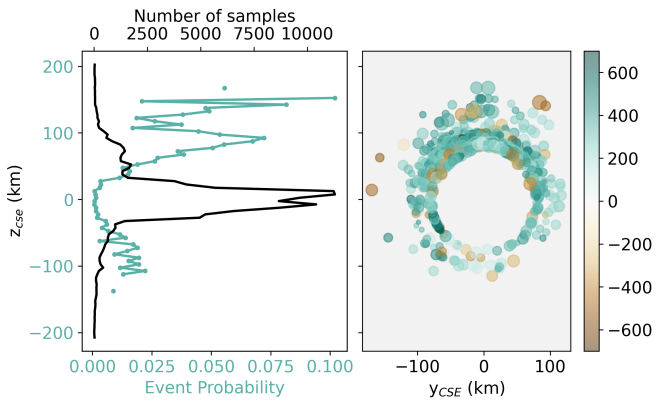 Number of samples
0 2500 5000 7500 10000
200
100
0
−100
−200
z_cse (km)
0.000 0.025 0.050 0.075 0.100
Event Probability
−100 0 100
y_CSE (km)
600
400
200
0
−200
−400
−600